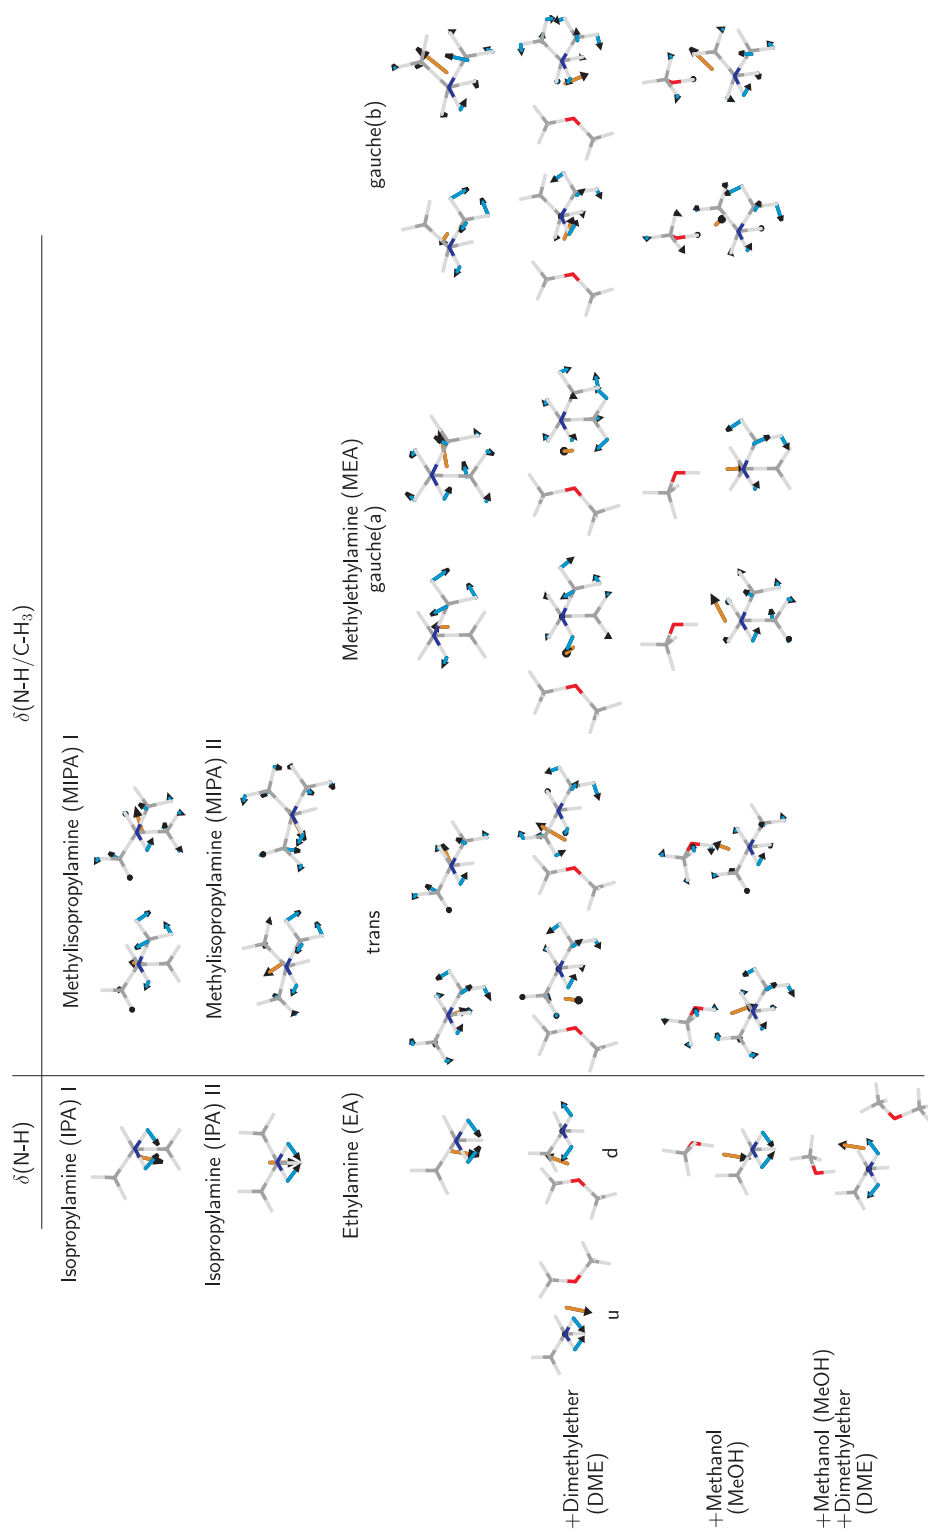 δ(N-H)
δ(N-H/C-H₃)
Isopropylamine (IPA) I
Methylisopropylamine (MIPA) I
Isopropylamine (IPA) II
Methylisopropylamine (MIPA) II
Ethylamine (EA)
Methylethylamine (MEA)
trans
gauche(a)
gauche(b)
+Dimethylether
(DME)
u
d
+Methanol
(MeOH)
+Methanol (MeOH)
+Dimethylether
(DME)